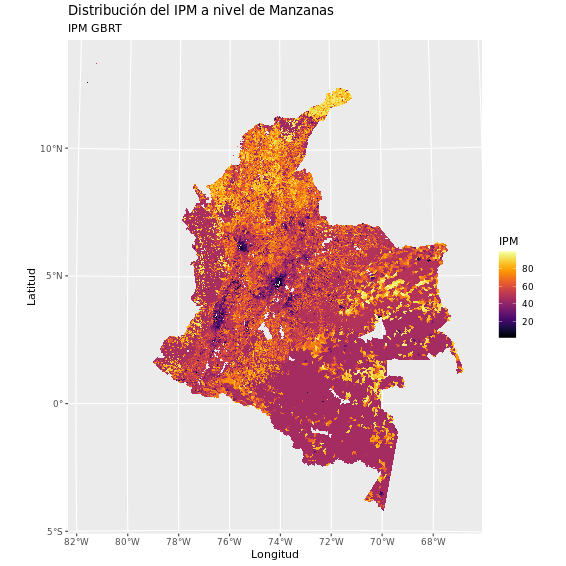 Distribución del IPM a nivel de Manzanas
IPM GBRT
10°N
5°N
0°
5°S
82°W 80°W 78°W 76°W 74°W 72°W 70°W 68°W
Longitud
Latitud
IPM
80
60
40
20